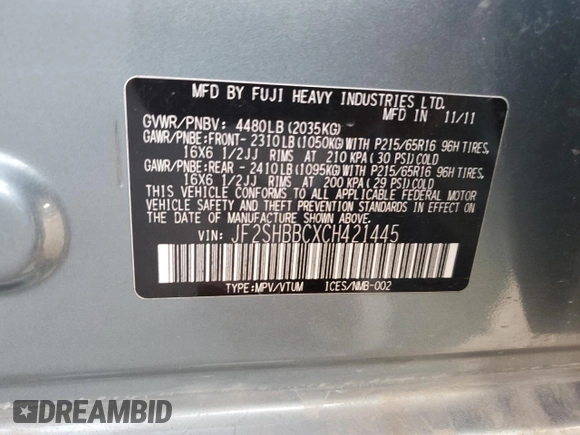 MFD BY FUJI HEAVY INDUSTRIES LTD.
MFD IN 11/11
GVWR/PNBV: 4480LB(2035KG)
GAWR/PNBE:FRONT- 2310LB(1050KG)WITH P215/65R16 96H TIRES,
16X6 1/2JJ RIMS AT 210 KPA( 30 PSI)COLD
GAWR/PNBE:REAR - 2410LB(1095KG)WITH P215/65R16 96H TIRES,
16X6 1/2JJ RIMS AT 200 KPA( 29 PSI)COLD
THIS VEHICLE CONFORMS TO ALL APPLICABLE FEDERAL MOTOR
VEHICLE SAFETY AND THEFT PREVENTION STANDARDS IN EFFECT
ON THE DATE OF MANUFACTURE SHOWN ABOVE.
VIN: JF2SHBBCXCH421445
TYPE:MPV/VTUM ICES/NMB-002
DREAMBID